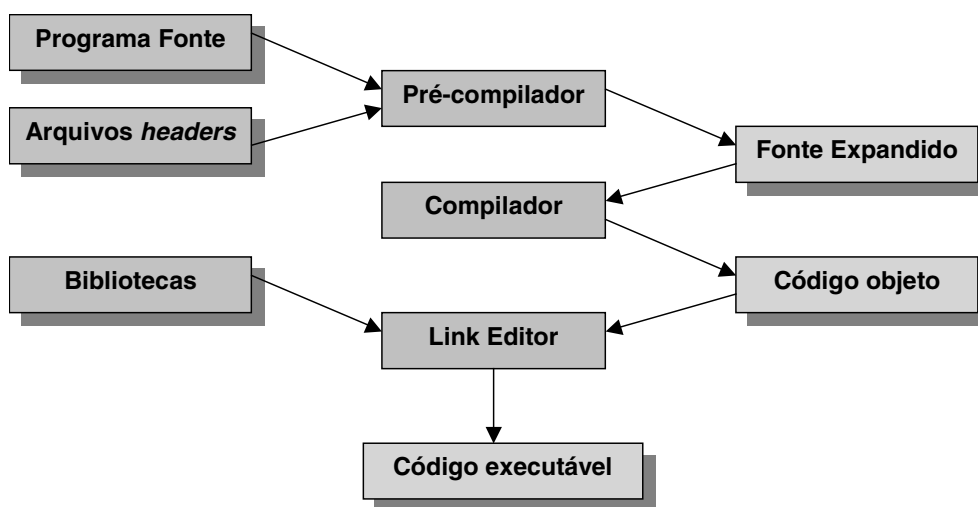 Programa Fonte
Pré-compilador
Arquivos headers
Fonte Expandido
Compilador
Bibliotecas
Código objeto
Link Editor
Código executável